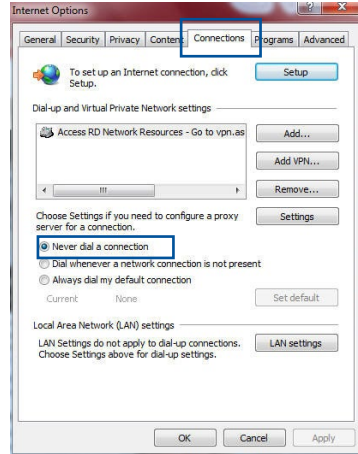 Internet Options
General Security Privacy Content Connections Programs Advanced
To set up an Internet connection, click
Setup.
Setup
Dial-up and Virtual Private Network settings
Access RD Network Resources - Go to vpn.as
Add...
Add VPN...
Remove...
Choose Settings if you need to configure a proxy
server for a connection.
Settings
Never dial a connection
Dial whenever a network connection is not present
Always dial my default connection
Current None
Set default
Local Area Network (LAN) settings
LAN Settings do not apply to dial-up connections.
Choose Settings above for dial-up settings.
LAN settings
OK Cancel Apply